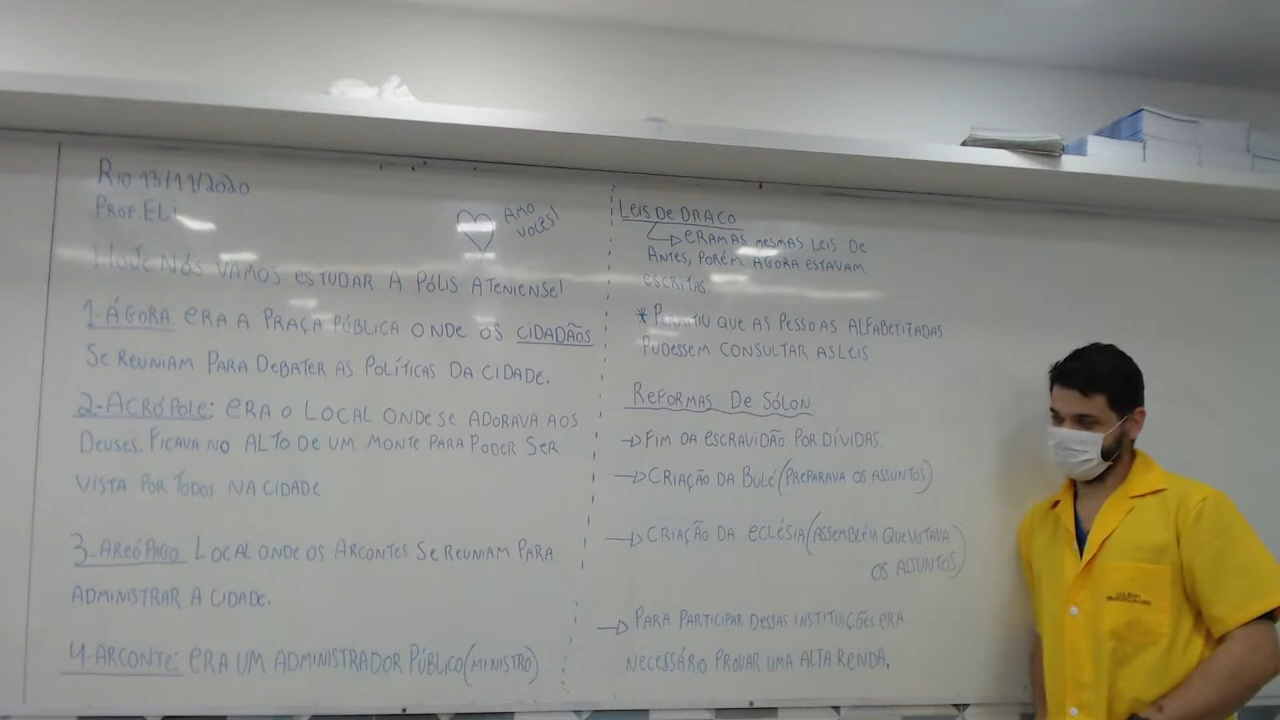 Rio 13/11/2020
Prof. Eli
AMO
VOCÊS!
HOJE NÓS VAMOS ESTUDAR A PÓLIS ATENIENSE!
1-ÁGORA ERA A PRAÇA PÚBLICA ONDE OS CIDADÃOS
SE REUNIAM PARA DEBATER AS POLÍTICAS DA CIDADE.
2-ACRÓPOLE: ERA O LOCAL ONDE SE ADORAVA AOS
DEUSES. FICAVA NO ALTO DE UM MONTE PARA PODER SER
VISTA POR TODOS NA CIDADE
3-AREÓPAGO LOCAL ONDE OS ARCONTES SE REUNIAM PARA
ADMINISTRAR A CIDADE.
4-ARCONTE: ERA UM ADMINISTRADOR PÚBLICO (MINISTRO)
LEIS DE DRACO
→ ERAM AS MESMAS LEIS DE
ANTES, PORÉM AGORA ESTAVAM
ESCRITAS
* PERMITIU QUE AS PESSOAS ALFABETIZADAS
PUDESSEM CONSULTAR AS LEIS
REFORMAS DE SÓLON
→ FIM DA ESCRAVIDÃO POR DÍVIDAS.
→ CRIAÇÃO DA BULÉ (PREPARAVA OS ASSUNTOS)
→ CRIAÇÃO DA ECLÉSIA (ASSEMBLÉIA QUE VOTAVA
OS ASSUNTOS)
→ PARA PARTICIPAR DESSAS INSTITUIÇÕES ERA
NECESSÁRIO PROVAR UMA ALTA RENDA.